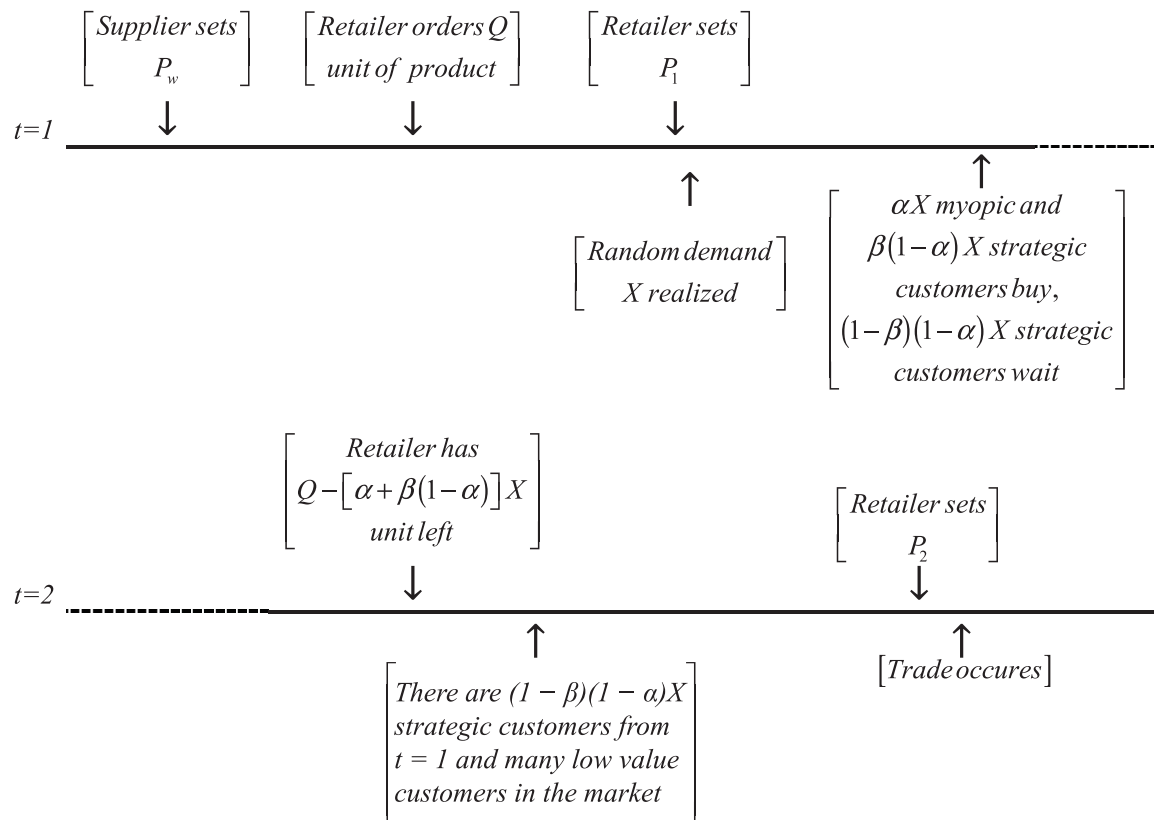 Supplier sets
P_w
Retailer orders Q
unit of product
Retailer sets
P_1
t=1
Random demand
X realized
αX myopic and
β(1−α) X strategic
customers buy,
(1−β)(1−α) X strategic
customers wait
Retailer has
Q−[α+β(1−α)] X
unit left
Retailer sets
P_2
t=2
There are (1 − β)(1 − α)X
strategic customers from
t = 1 and many low value
customers in the market
[Trade occures]